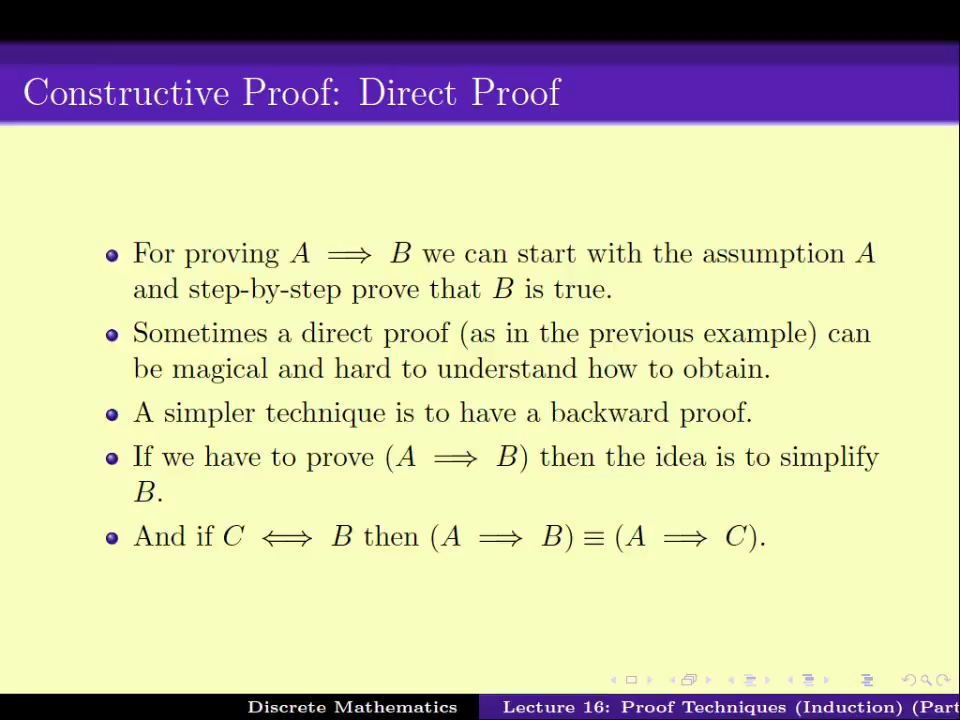 Constructive Proof: Direct Proof
For proving A ⟹ B we can start with the assumption A
and step-by-step prove that B is true.
Sometimes a direct proof (as in the previous example) can
be magical and hard to understand how to obtain.
A simpler technique is to have a backward proof.
If we have to prove (A ⟹ B) then the idea is to simplify
B.
And if C ⟺ B then (A ⟹ B) ≡ (A ⟹ C).
Discrete Mathematics
Lecture 16: Proof Techniques (Induction) (Part